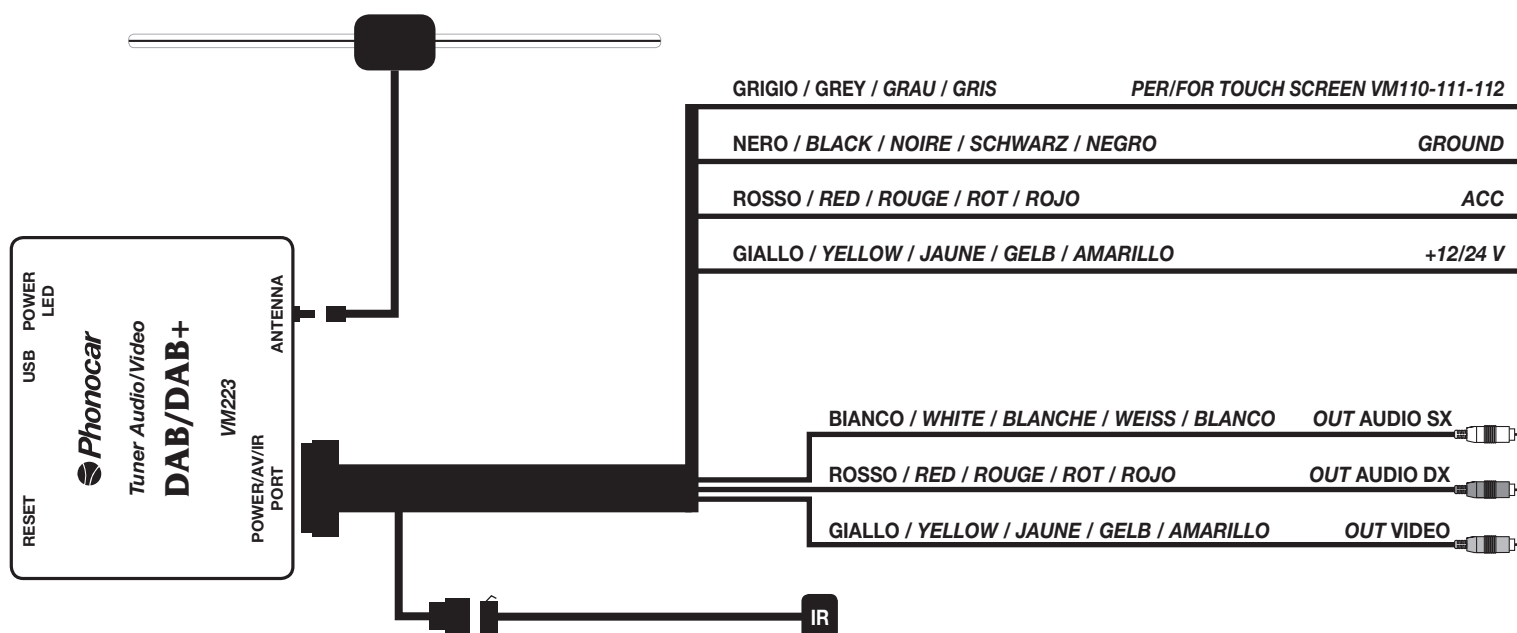 GRIGIO / GREY / GRAU / GRIS PER/FOR TOUCH SCREEN VM110-111-112
NERO / BLACK / NOIRE / SCHWARZ / NEGRO GROUND
ROSSO / RED / ROUGE / ROT / ROJO ACC
GIALLO / YELLOW / JAUNE / GELB / AMARILLO +12/24 V
POWER
LED
USB
RESET
Phonocar
Tuner Audio/Video
DAB/DAB+
VM223
ANTENNA
POWER/AV/IR
PORT
BIANCO / WHITE / BLANCHE / WEISS / BLANCO OUT AUDIO SX
ROSSO / RED / ROUGE / ROT / ROJO OUT AUDIO DX
GIALLO / YELLOW / JAUNE / GELB / AMARILLO OUT VIDEO
IR